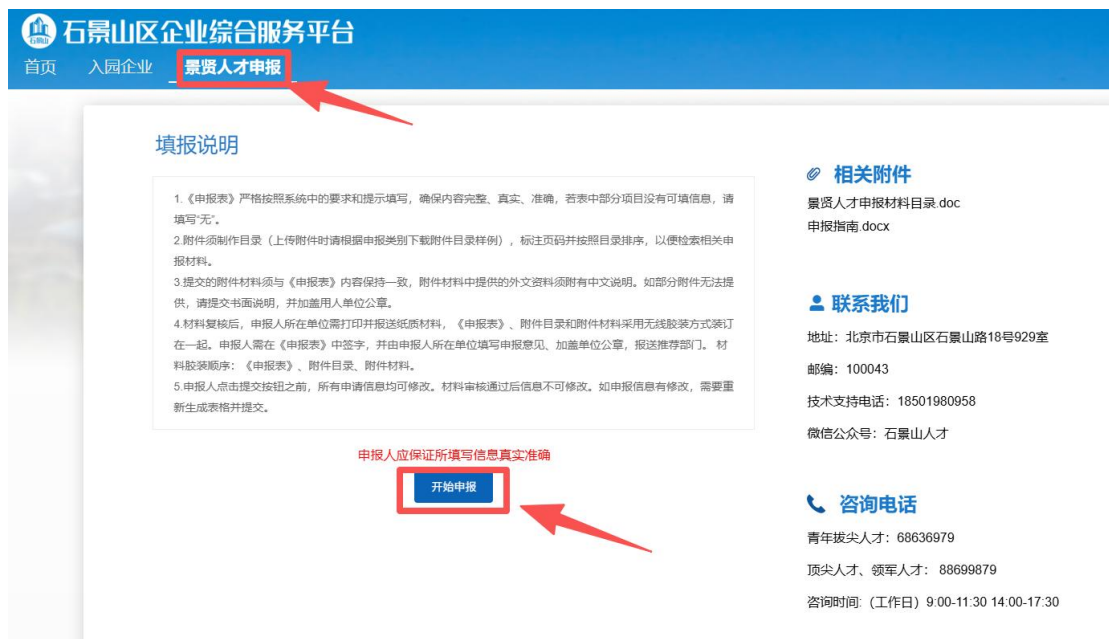 石景山
石景山区企业综合服务平台
首页 入园企业 景贤人才申报
填报说明
1.《申报表》严格按照系统中的要求和提示填写，确保内容完整、真实、准确，若表中部分项目没有可填信息，请
填写“无”。
2.附件须制作目录（上传附件时请根据申报类别下载附件目录样例），标注页码并按照目录排序，以便检索相关申
报材料。
3.提交的附件材料须与《申报表》内容保持一致，附件材料中提供的外文资料须附有中文说明。如部分附件无法提
供，请提交书面说明，并加盖用人单位公章。
4.材料复核后，申报人所在单位需打印并报送纸质材料，《申报表》、附件目录和附件材料采用无线胶装方式装订
在一起。申报人需在《申报表》中签字，并由申报人所在单位填写申报意见、加盖单位公章，报送推荐部门。 材
料胶装顺序：《申报表》、附件目录、附件材料。
5.申报人点击提交按钮之前，所有申请信息均可修改。材料审核通过后信息不可修改。如申报信息有修改，需要重
新生成表格并提交。
申报人应保证所填写信息真实准确
开始申报
相关附件
景贤人才申报材料目录.doc
申报指南.docx
联系我们
地址：北京市石景山区石景山路18号929室
邮编：100043
技术支持电话：18501980958
微信公众号：石景山人才
咨询电话
青年拔尖人才：68636979
顶尖人才、领军人才： 88699879
咨询时间:（工作日）9:00-11:30 14:00-17:30